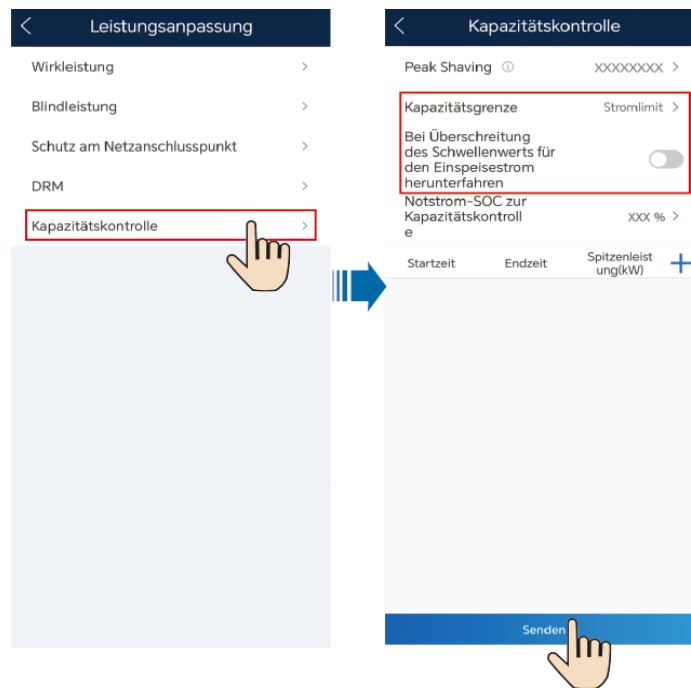 Leistungsanpassung
Wirkleistung
Blindleistung
Schutz am Netzanschlusspunkt
DRM
Kapazitätskontrolle
Kapazitätskontrolle
Peak Shaving XXXXXXXX
Kapazitätsgrenze Stromlimit
Bei Überschreitung
des Schwellenwerts für
den Einspeisestrom
herunterfahren
Notstrom-SOC zur
Kapazitätskontroll
e
XXX %
Startzeit Endzeit Spitzenleist
ung(kW)
Senden